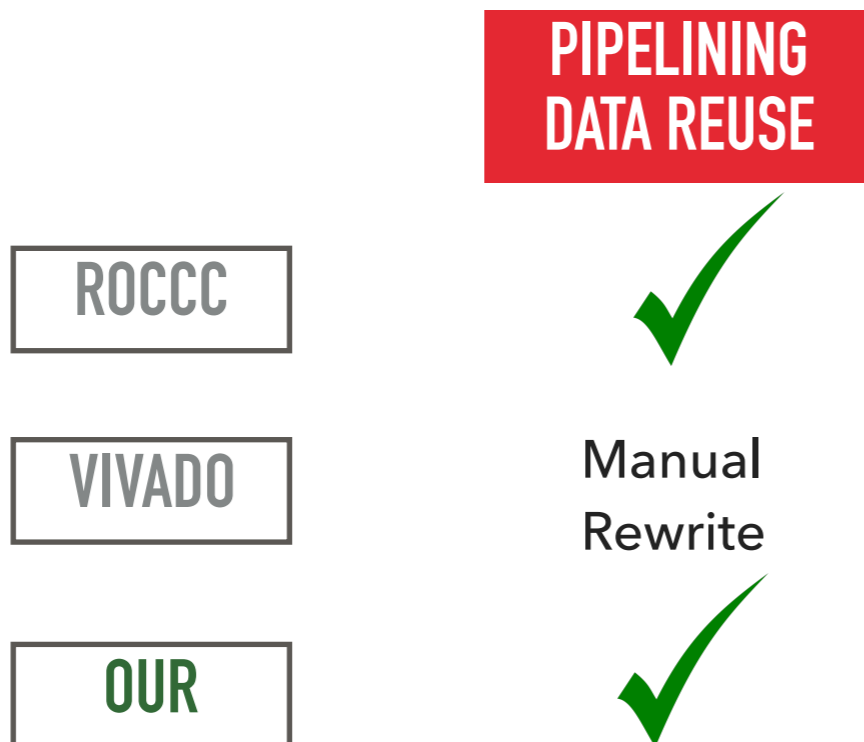 PIPELINING
DATA REUSE
ROCCC
VIVADO
Manual
Rewrite
OUR